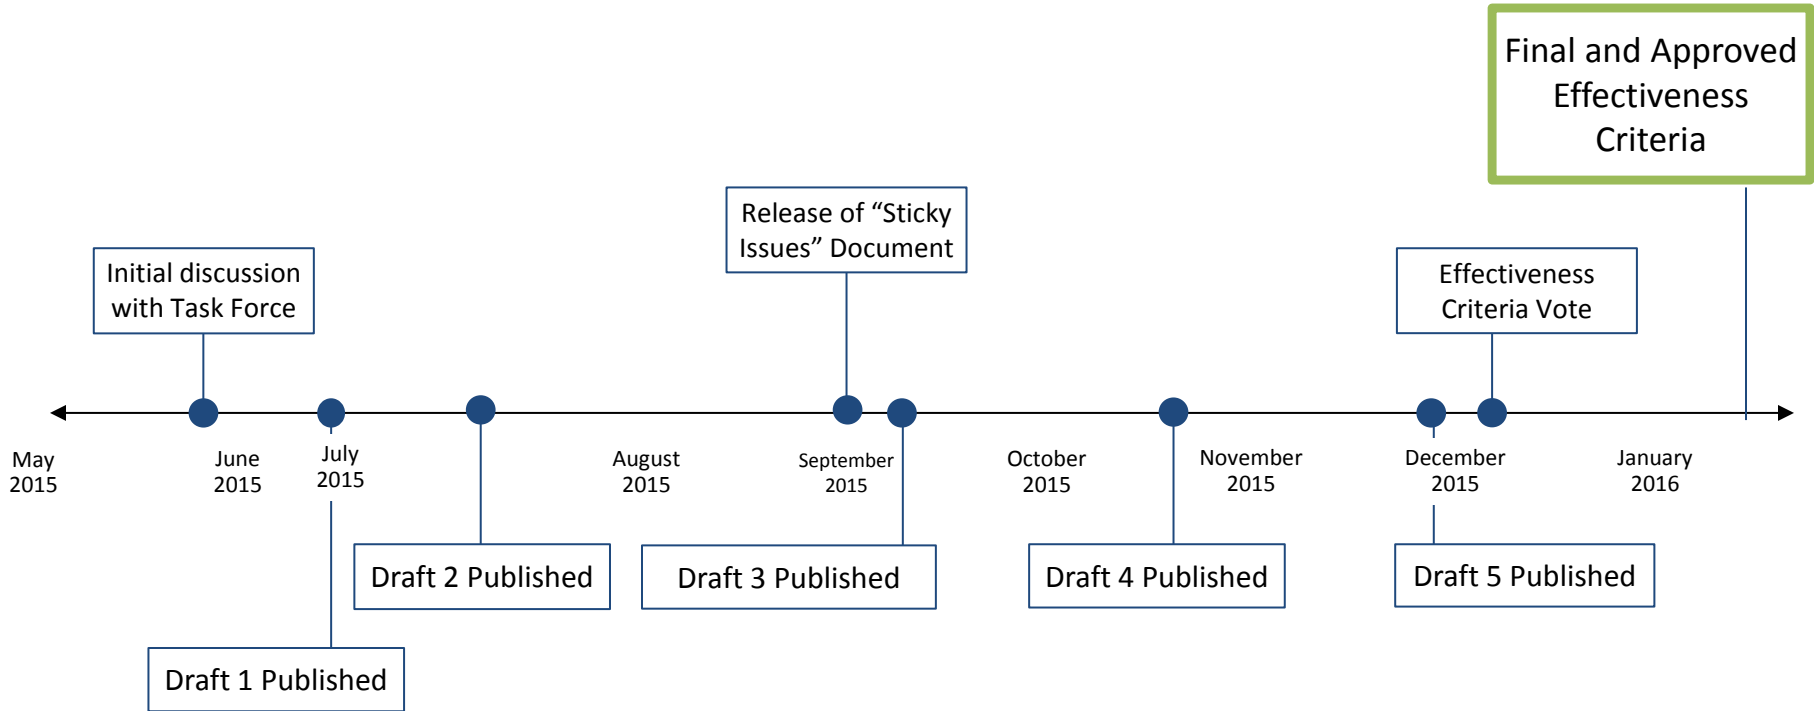 Final and Approved
Effectiveness
Criteria
Release of “Sticky
Issues” Document
Initial discussion
with Task Force
Effectiveness
Criteria Vote
May
2015
June
2015
July
2015
August
2015
September
2015
October
2015
November
2015
December
2015
January
2016
Draft 2 Published
Draft 3 Published
Draft 4 Published
Draft 5 Published
Draft 1 Published